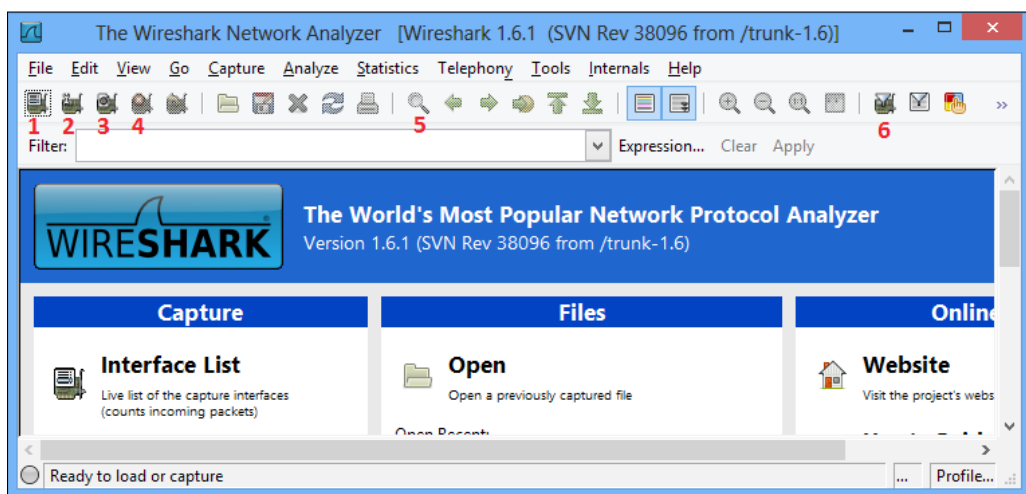 The Wireshark Network Analyzer [Wireshark 1.6.1 (SVN Rev 38096 from /trunk-1.6)]
File Edit View Go Capture Analyze Statistics Telephony Tools Internals Help
1 2 3 4 5 6
Filter: Expression... Clear Apply
WIRESHARK
The World's Most Popular Network Protocol Analyzer
Version 1.6.1 (SVN Rev 38096 from /trunk-1.6)
Capture
Interface List
Live list of the capture interfaces
(counts incoming packets)
Files
Open
Open a previously captured file
Open Recent:
Online
Website
Visit the project's webs
Ready to load or capture
... Profile...